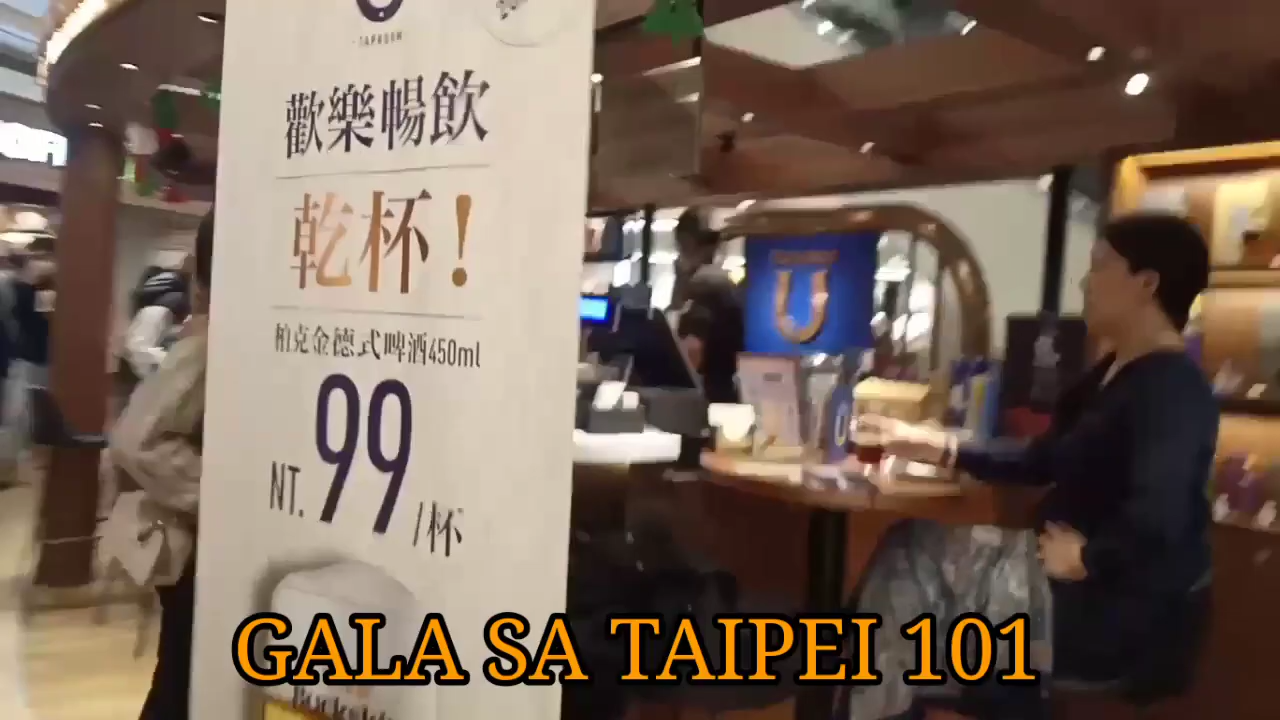 TAPROOM
歡樂暢飲
乾杯！
柏克金德式啤酒450ml
NT. 99 /杯
U
GALA SA TAIPEI 101